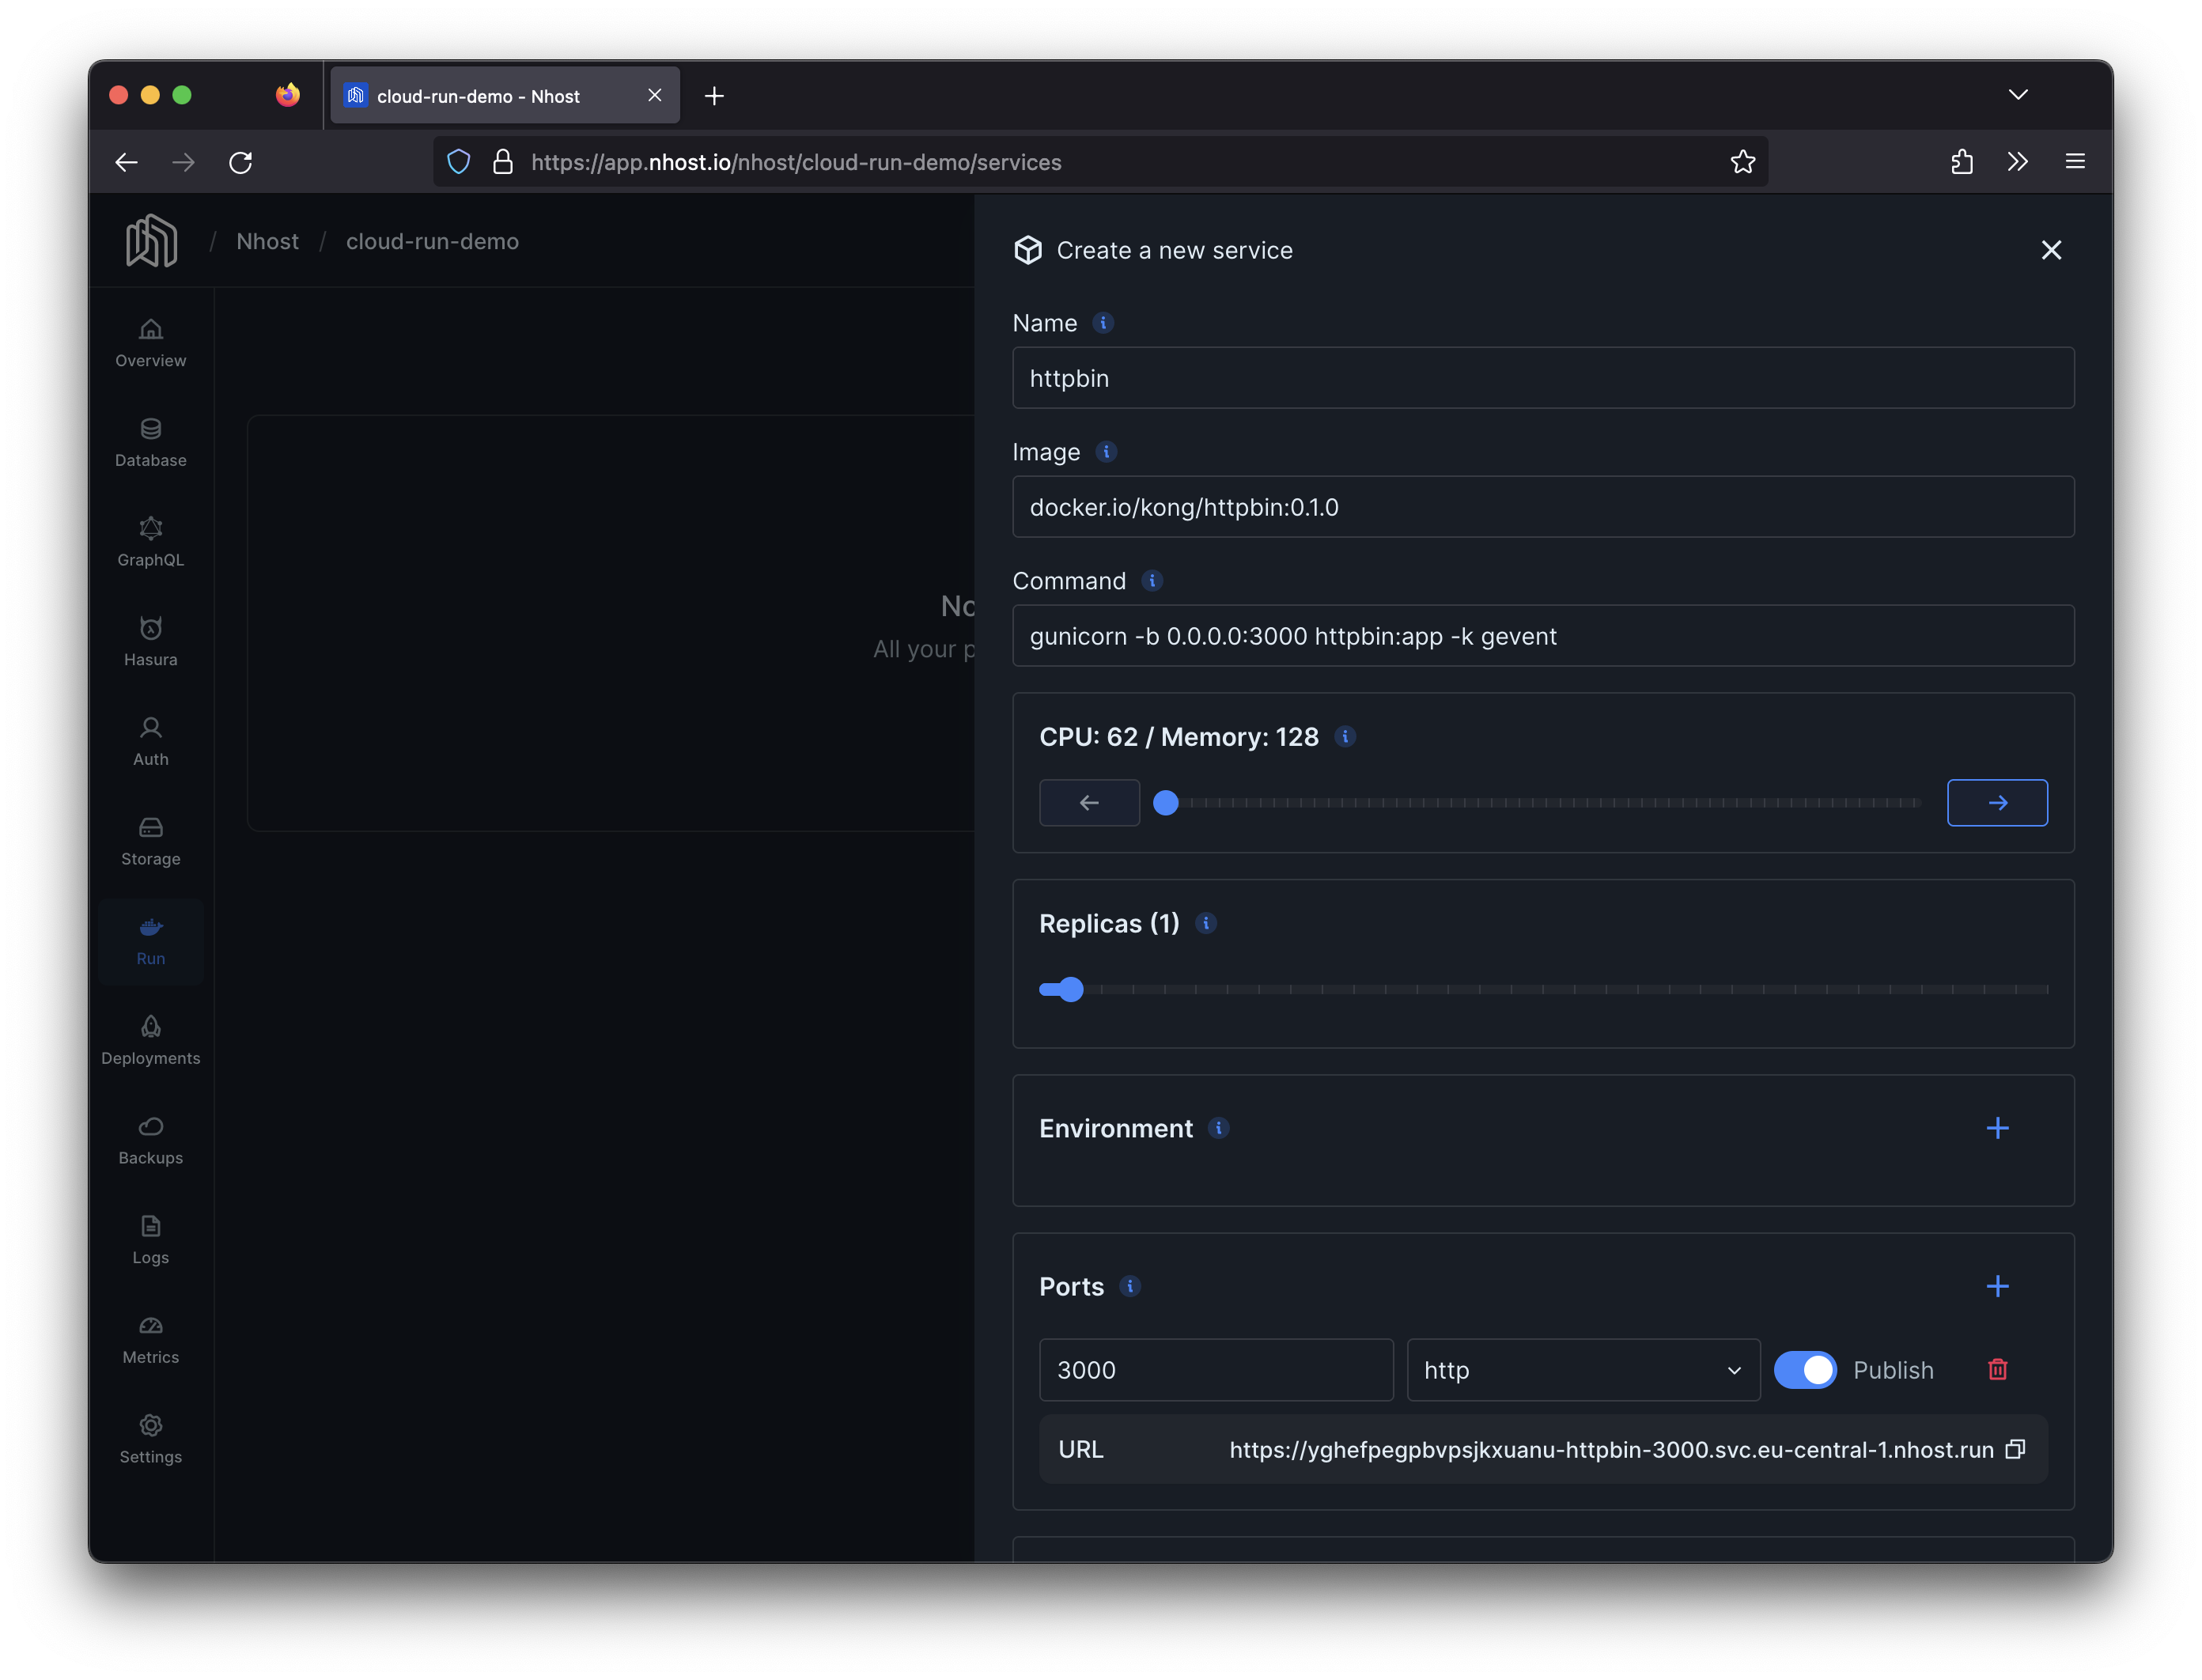 cloud-run-demo - Nhost
https://app.nhost.io/nhost/cloud-run-demo/services
/ Nhost / cloud-run-demo
Overview
Database
GraphQL
Hasura
Auth
Storage
Run
Deployments
Backups
Logs
Metrics
Settings
No
All your p
Create a new service
Name
httpbin
Image
docker.io/kong/httpbin:0.1.0
Command
gunicorn -b 0.0.0.0:3000 httpbin:app -k gevent
CPU: 62 / Memory: 128
Replicas (1)
Environment
Ports
3000 http Publish
URL https://yghefpegpbvpsjkxuanu-httpbin-3000.svc.eu-central-1.nhost.run